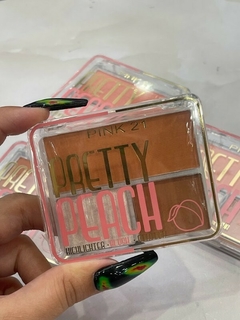 PINK 21
PRETTY
PEACH
HIGHLIGHTER